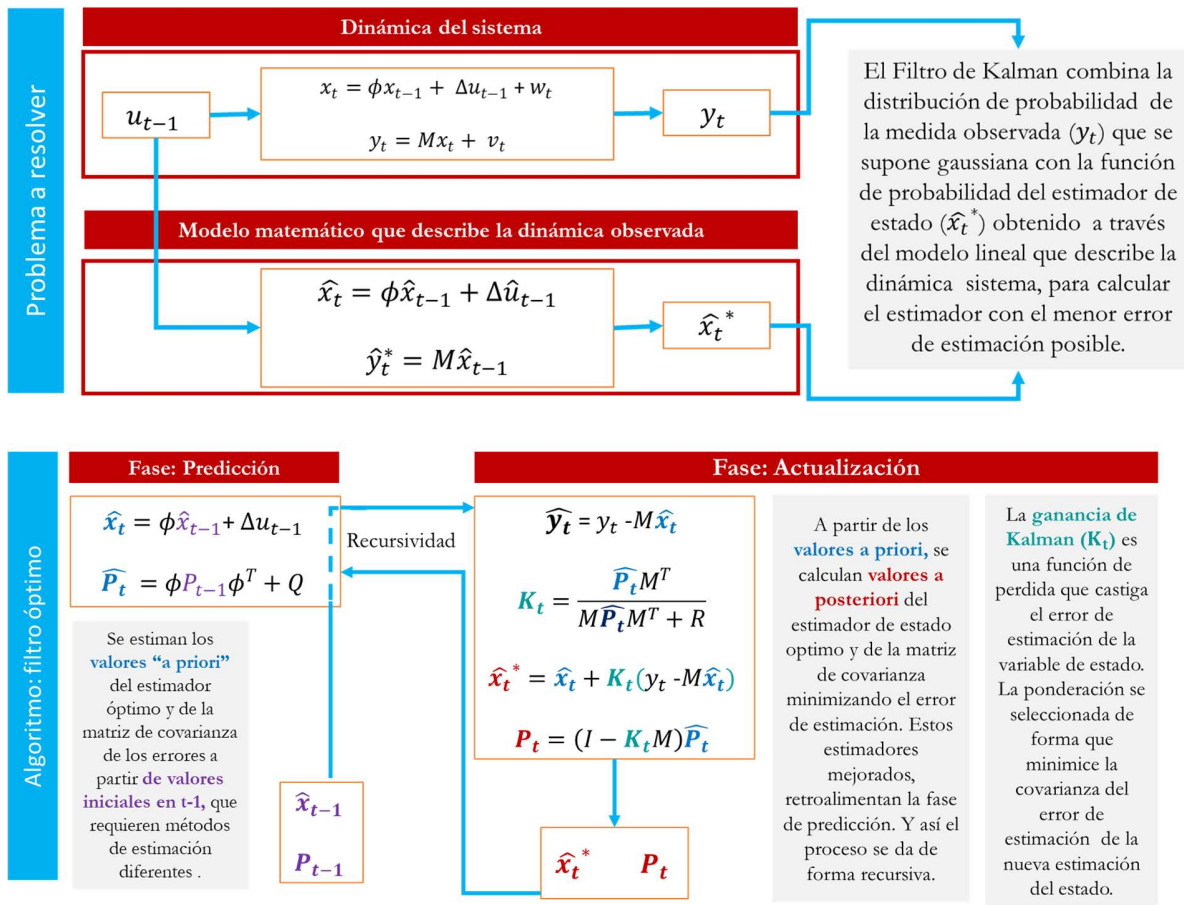 Problema a resolver
Dinámica del sistema
u_{t-1}
x_t = ϕx_{t-1} + Δu_{t-1} + w_t
y_t = Mx_t + v_t
y_t
Modelo matemático que describe la dinámica observada
x̂_t = ϕx̂_{t-1} + Δû_{t-1}
ŷ_t^* = Mx̂_{t-1}
x̂_t^*
El Filtro de Kalman combina la
distribución de probabilidad de
la medida observada (y_t) que se
supone gaussiana con la función
de probabilidad del estimador de
estado (x̂_t^*) obtenido a través
del modelo lineal que describe la
dinámica sistema, para calcular
el estimador con el menor error
de estimación posible.
Algoritmo: filtro óptimo
Fase: Predicción
x̂_t = ϕx̂_{t-1} + Δu_{t-1}
P̂_t = ϕP_{t-1}ϕ^T + Q
Se estiman los
valores “a priori”
del estimador
óptimo y de la
matriz de covarianza
de los errores a
partir de valores
iniciales en t-1, que
requieren métodos
de estimación
diferentes .
x̂_{t-1}
P_{t-1}
Recursividad
Fase: Actualización
ŷ_t = y_t -Mx̂_t
K_t = P̂_t M^T / (M P̂_t M^T + R)
x̂_t^* = x̂_t + K_t(y_t -Mx̂_t)
P_t = (I − K_t M)P̂_t
x̂_t^* P_t
A partir de los
valores a priori, se
calculan valores a
posteriori del
estimador de estado
optimo y de la matriz
de covarianza
minimizando el error
de estimación. Estos
estimadores
mejorados,
retroalimentan la fase
de predicción. Y así el
proceso se da de
forma recursiva.
La ganancia de
Kalman (K_t) es
una función de
perdida que castiga
el error de
estimación de la
variable de estado.
La ponderación se
seleccionada de
forma que
minimice la
covarianza del
error de
estimación de la
nueva estimación
del estado.